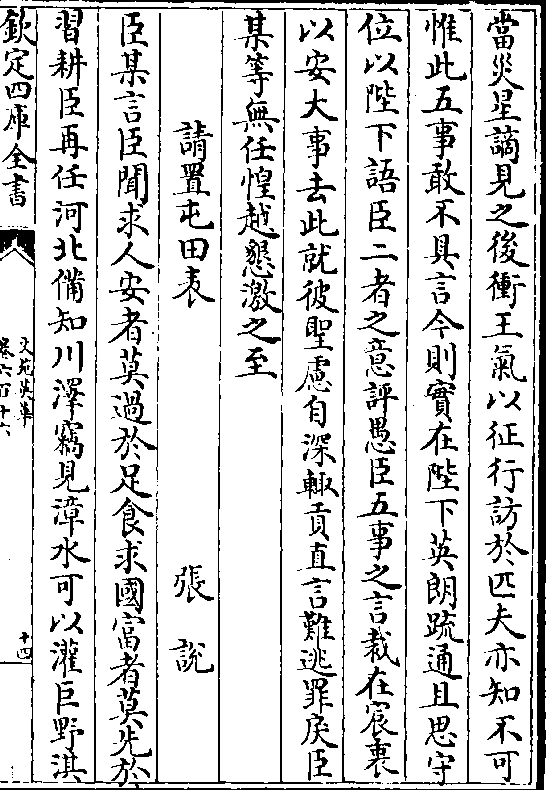 當災星謫見之後衝王氣以征行訪於匹夫亦知不可
惟此五事敢不具言今則實在陛下英朗疏通且思守
位以陛下語臣二者之意評愚臣五事之言裁在宸衷
以安大事去此就彼聖慮自深輙貢直言難逃罪戾臣
某等無任惶越懇激之至
請置屯田表 張說
臣某言臣聞求人安者莫過於足食求國富者莫先於
習耕臣再任河北備知川澤竊見漳水可以灌巨野淇
欽定四庫全書
文苑英華
卷六百十六
十四